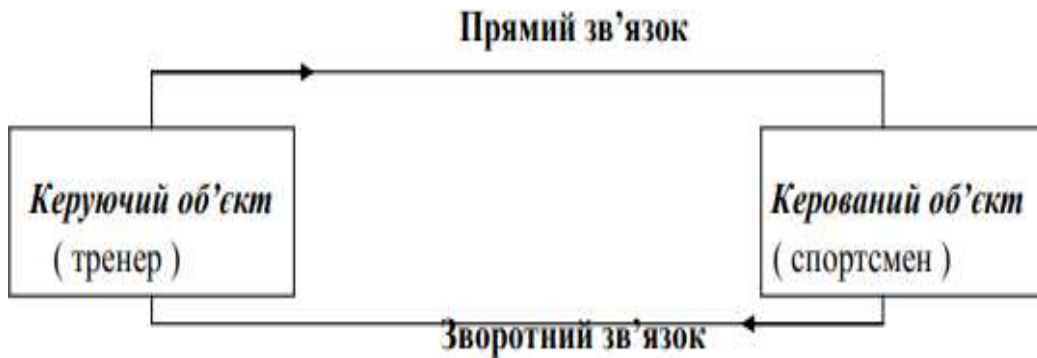 Прямий зв’язок
Керуючий об’єкт
( тренер )
Керований об’єкт
( спортсмен )
Зворотний зв’язок